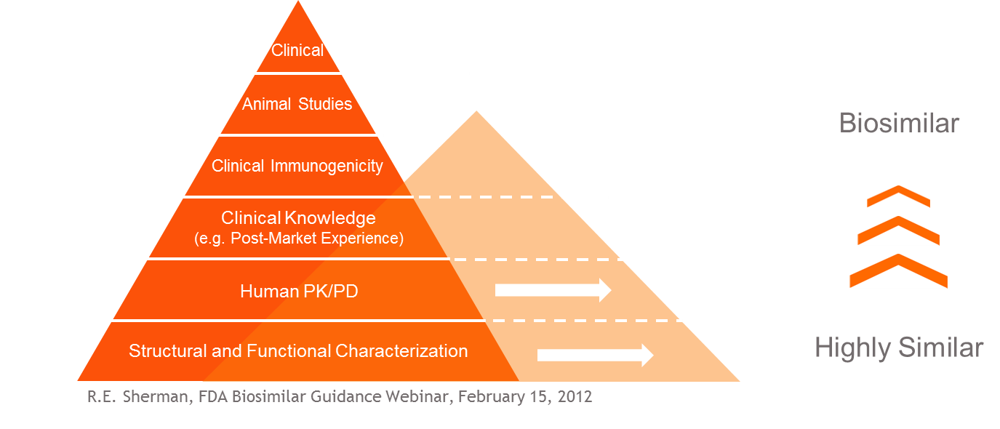 Clinical
Animal Studies
Clinical Immunogenicity
Clinical Knowledge
(e.g. Post-Market Experience)
Human PK/PD
Structural and Functional Characterization
Biosimilar
Highly Similar
R.E. Sherman, FDA Biosimilar Guidance Webinar, February 15, 2012